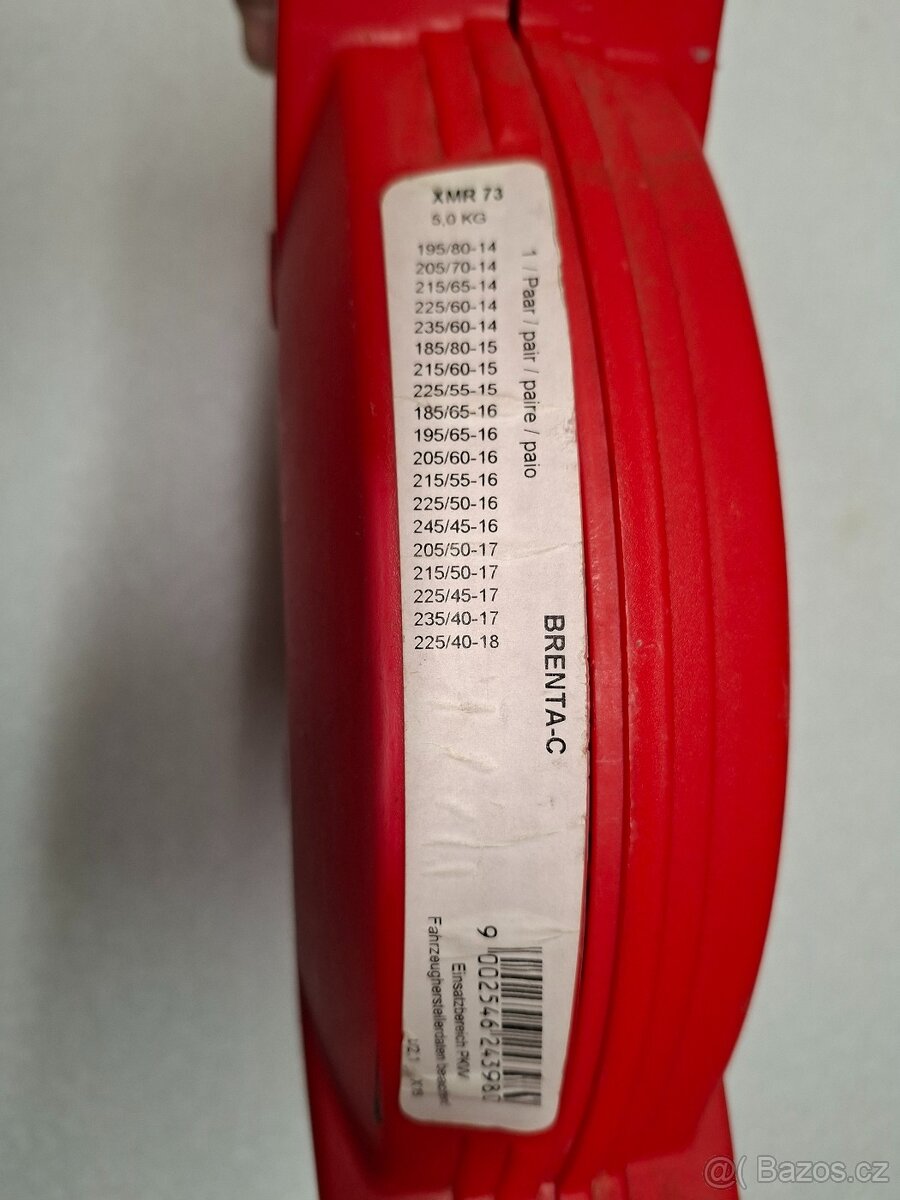 XMR 73
5,0 KG
195/80-14
205/70-14
215/65-14
225/60-14
235/60-14
185/80-15
215/60-15
225/55-15
185/65-16
195/65-16
205/60-16
215/55-16
225/50-16
245/45-16
205/50-17
215/50-17
225/45-17
235/40-17
225/40-18
1 / Paar / pair / paire / paio
BRENTA-C
9 002546 243980
Einsatzbereich PKW
Fahrzeugherstellerdaten beachten
@( Bazos.cz